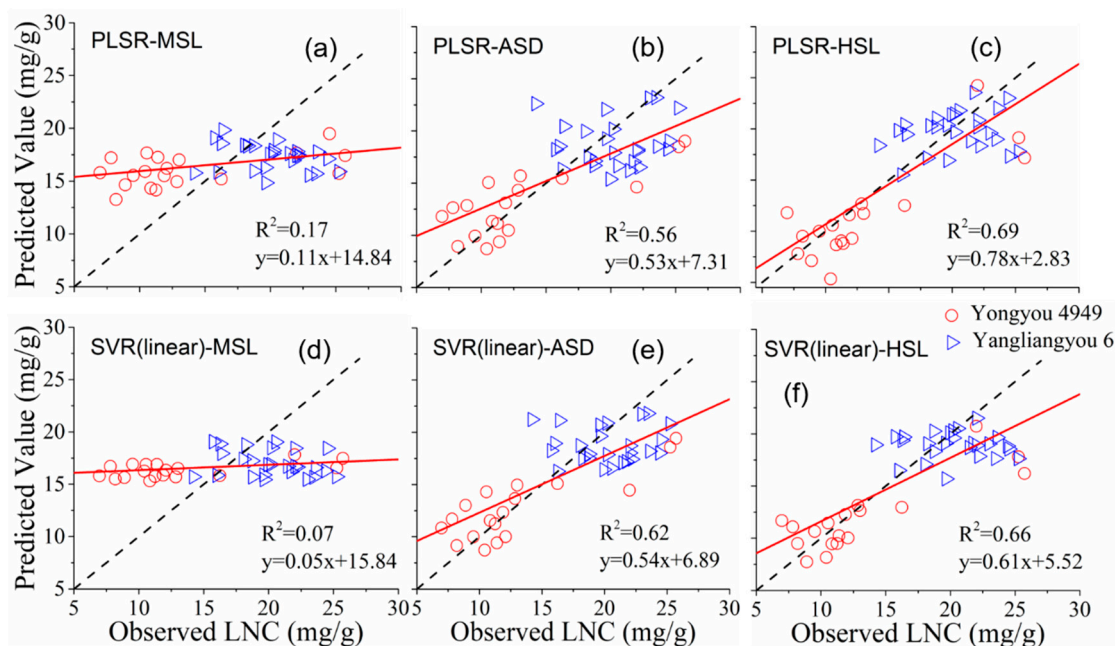 Predicted Value (mg/g)
30
25
20
15
10
5
PLSR-MSL
(a)
R²=0.17
y=0.11x+14.84
PLSR-ASD
(b)
R²=0.56
y=0.53x+7.31
PLSR-HSL
(c)
R²=0.69
y=0.78x+2.83
Yongyou 4949
Yangliangyou 6
Predicted Value (mg/g)
30
25
20
15
10
5
SVR(linear)-MSL
(d)
R²=0.07
y=0.05x+15.84
5 10 15 20 25 30
Observed LNC (mg/g)
SVR(linear)-ASD
(e)
R²=0.62
y=0.54x+6.89
5 10 15 20 25 30
Observed LNC (mg/g)
SVR(linear)-HSL
(f)
R²=0.66
y=0.61x+5.52
5 10 15 20 25 30
Observed LNC (mg/g)